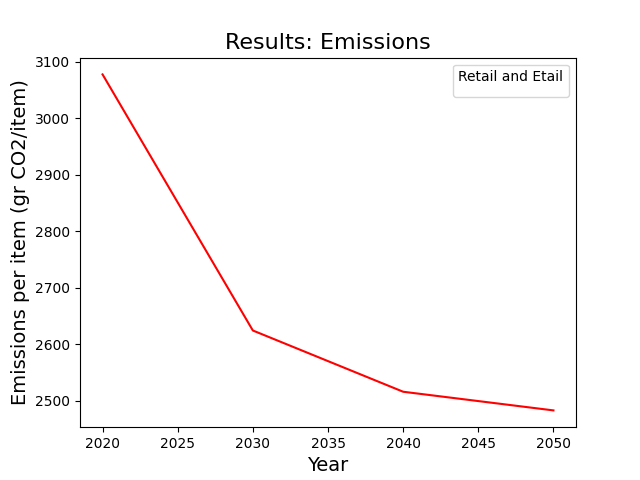 Results: Emissions
Retail and Etail
Emissions per item (gr CO2/item)
3100
3000
2900
2800
2700
2600
2500
2020 2025 2030 2035 2040 2045 2050
Year